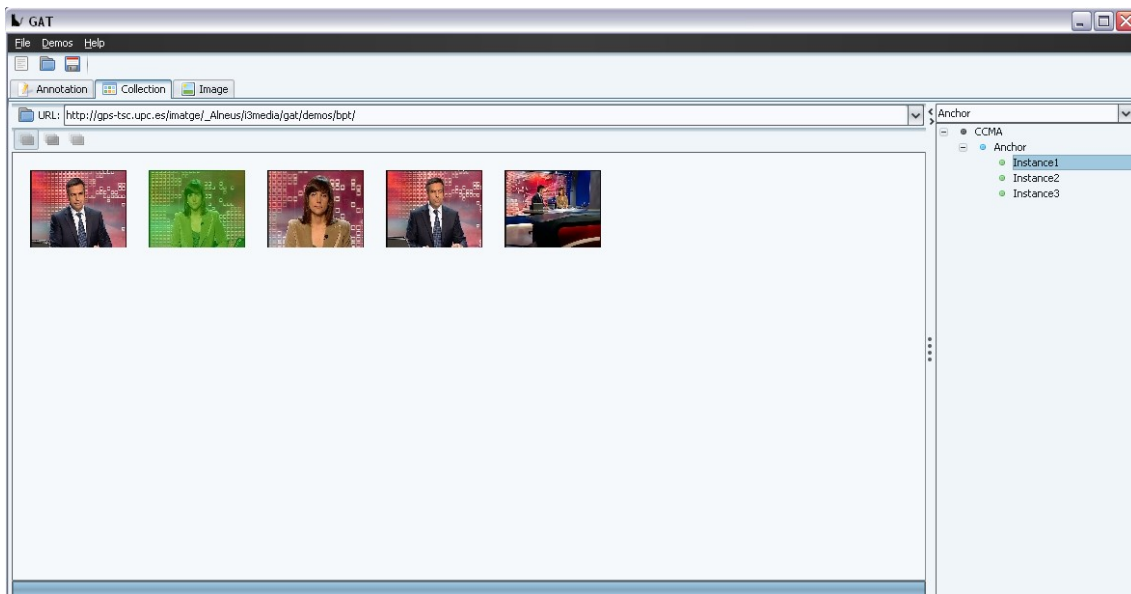 GAT
File Demos Help
Annotation Collection Image
URL: http://gps-tsc.upc.es/imatge/_Alneus/i3media/gat/demos/bpt/
Anchor
CCMA
Anchor
Instance1
Instance2
Instance3